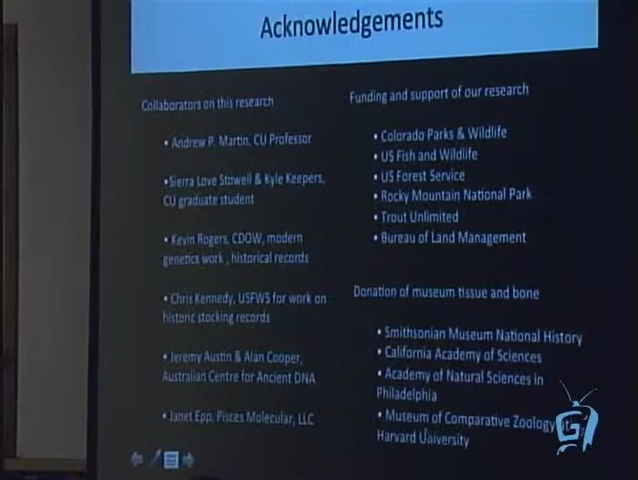 Acknowledgements
Collaborators on this research
• Andrew P. Martin, CU Professor
•Sierra Love Stowell & Kyle Keepers,
CU graduate student
• Kevin Rogers, CDOW, modern
genetics work , historical records
• Chris Kennedy, USFWS for work on
historic stocking records
• Jeremy Austin & Alan Cooper,
Australian Centre for Ancient DNA
• Janet Epp, Pisces Molecular, LLC
Funding and support of our research
• Colorado Parks & Wildlife
• US Fish and Wildlife
• US Forest Service
• Rocky Mountain National Park
• Trout Unlimited
• Bureau of Land Management
Donation of museum tissue and bone
• Smithsonian Museum National History
• California Academy of Sciences
• Academy of Natural Sciences in
Philadelphia
• Museum of Comparative Zoology at
Harvard University
G